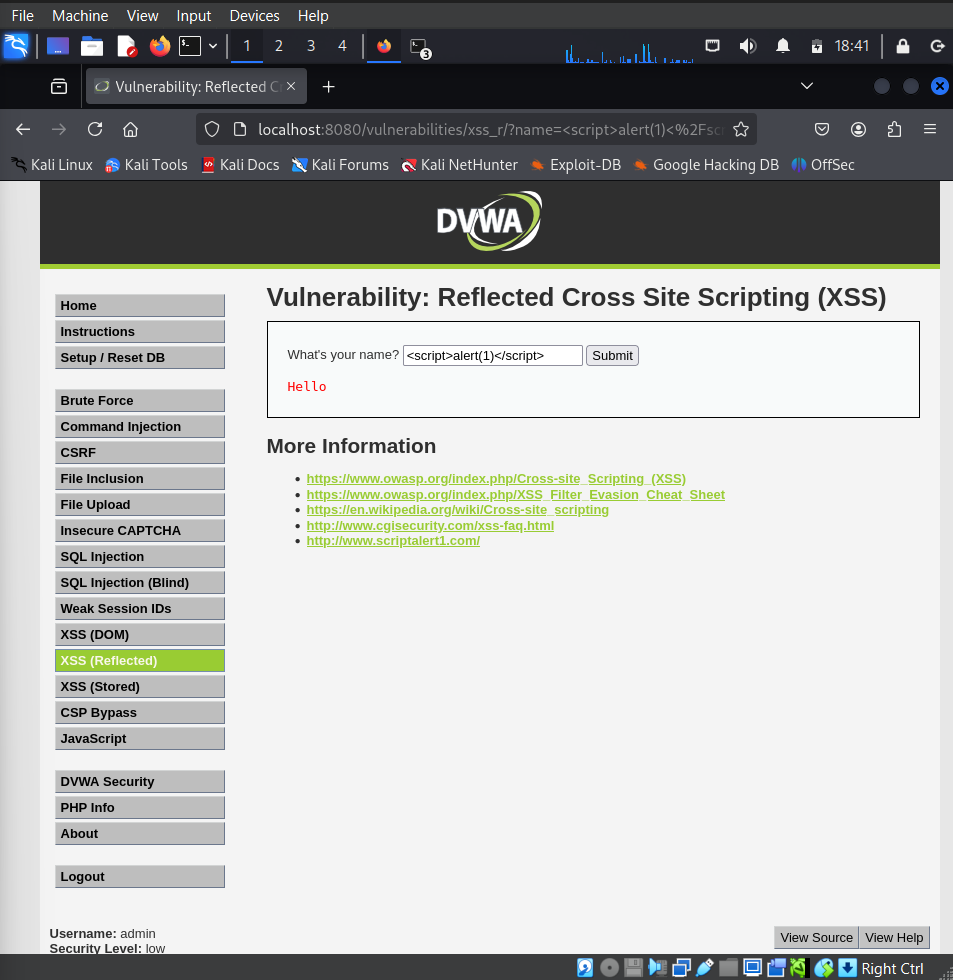 File Machine View Input Devices Help
1 2 3 4 3 18:41
Vulnerability: Reflected C
localhost:8080/vulnerabilities/xss_r/?name=<script>alert(1)<%2Fscr
Kali Linux Kali Tools Kali Docs Kali Forums Kali NetHunter Exploit-DB Google Hacking DB OffSec
DVWA
Vulnerability: Reflected Cross Site Scripting (XSS)
What's your name? <script>alert(1)</script> Submit
Hello
More Information
https://www.owasp.org/index.php/Cross-site_Scripting_(XSS)
https://www.owasp.org/index.php/XSS_Filter_Evasion_Cheat_Sheet
https://en.wikipedia.org/wiki/Cross-site_scripting
http://www.cgisecurity.com/xss-faq.html
http://www.scriptalert1.com/
Home
Instructions
Setup / Reset DB
Brute Force
Command Injection
CSRF
File Inclusion
File Upload
Insecure CAPTCHA
SQL Injection
SQL Injection (Blind)
Weak Session IDs
XSS (DOM)
XSS (Reflected)
XSS (Stored)
CSP Bypass
JavaScript
DVWA Security
PHP Info
About
Logout
Username: admin
Security Level: low
View Source View Help
Right Ctrl